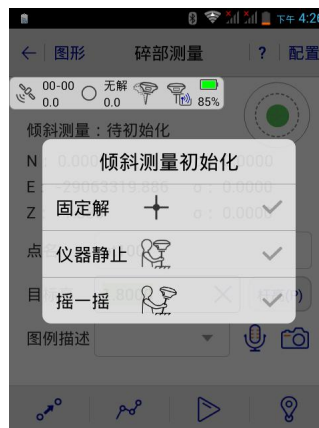 下午 4:26
图形 碎部测量 ? 配置
00-00 无解
0.0 0.0 85%
倾斜测量：待初始化
倾斜测量初始化
N
E
Z
固定解
点
仪器静止
目
摇一摇
图例描述